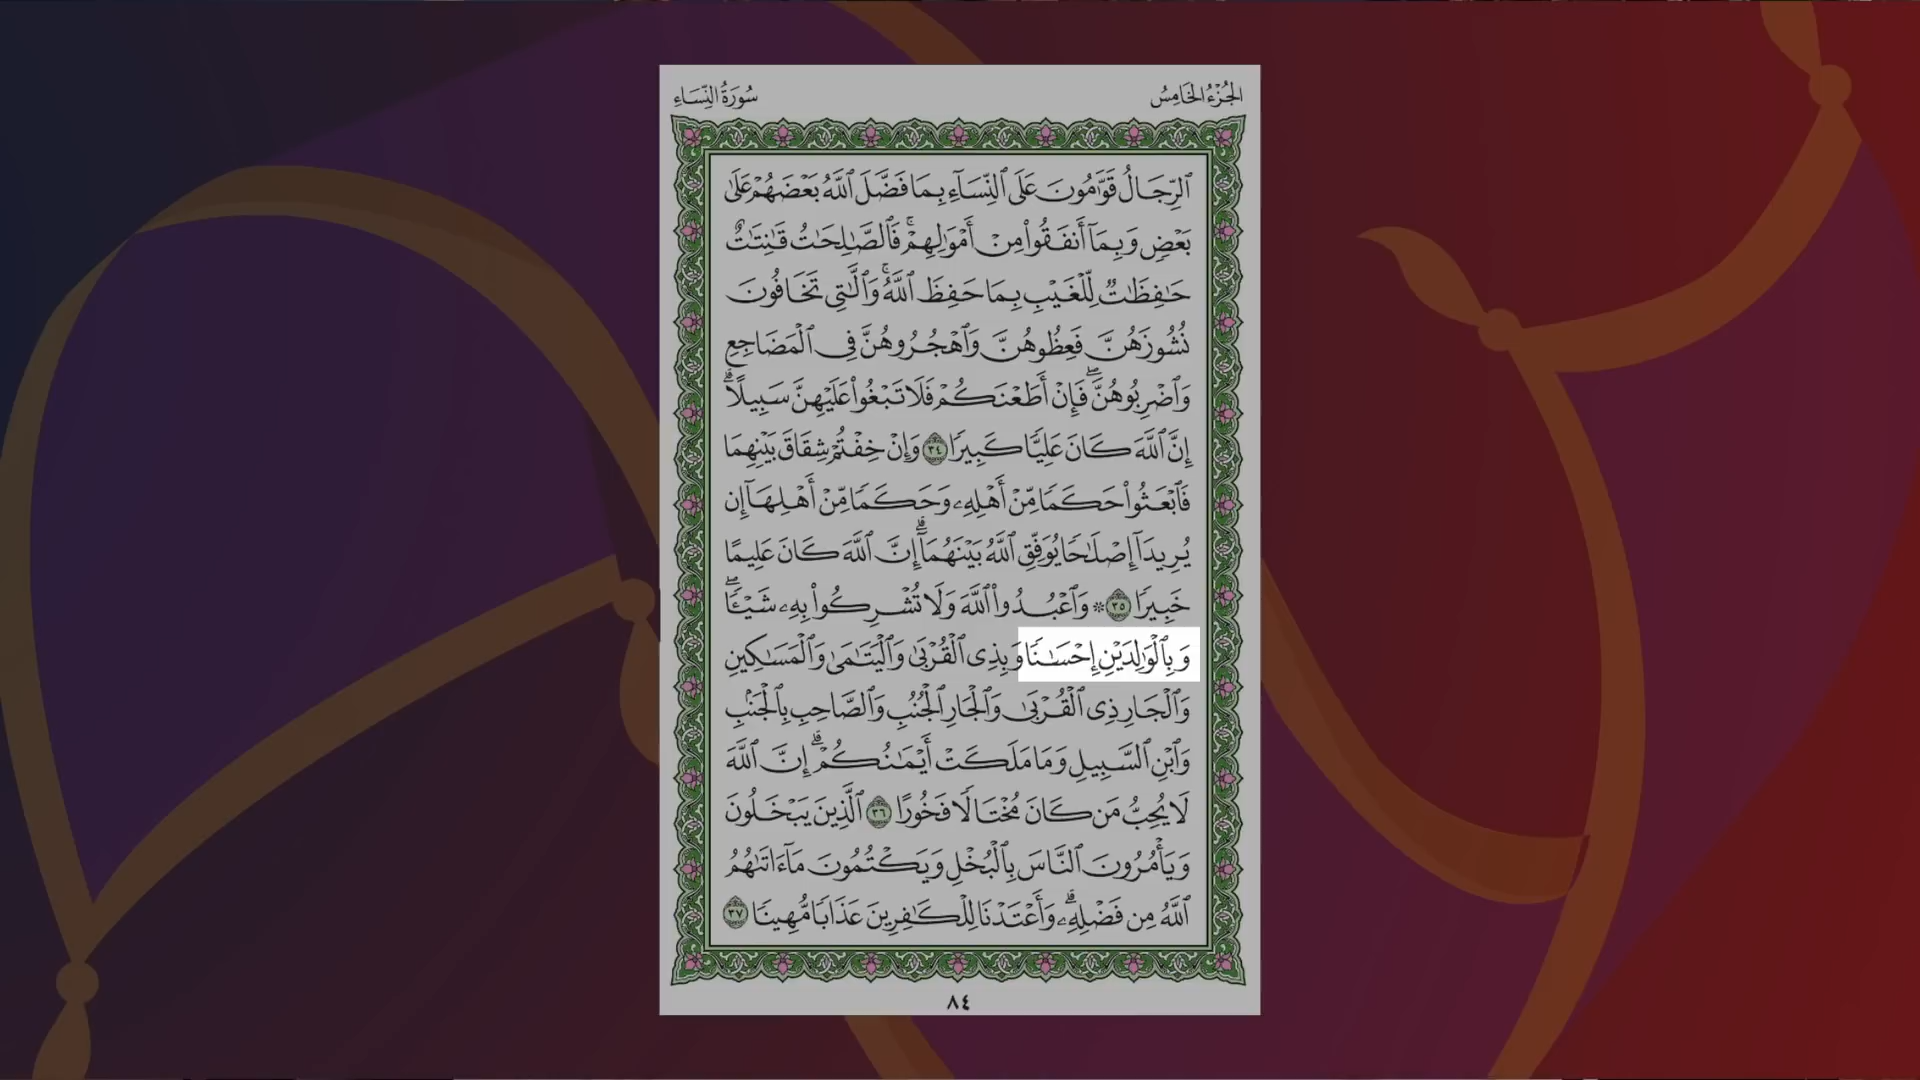 الجُزْءُ الخَامِسُ
سُورَةُ النِّسَاءِ
ٱلرِّجَالُ قَوَّٰمُونَ عَلَى ٱلنِّسَآءِ بِمَا فَضَّلَ ٱللَّهُ بَعْضَهُمْ عَلَىٰ
بَعْضٖ وَبِمَآ أَنفَقُواْ مِنْ أَمْوَٰلِهِمْۚ فَٱلصَّٰلِحَٰتُ قَٰنِتَٰتٌ
حَٰفِظَٰتٞ لِّلْغَيْبِ بِمَا حَفِظَ ٱللَّهُۚ وَٱلَّٰتِى تَخَافُونَ
نُشُوزَهُنَّ فَعِظُوهُنَّ وَٱهْجُرُوهُنَّ فِى ٱلْمَضَاجِعِ
وَٱضْرِبُوهُنَّۖ فَإِنْ أَطَعْنَكُمْ فَلَا تَبْغُواْ عَلَيْهِنَّ سَبِيلًاۗ
إِنَّ ٱللَّهَ كَانَ عَلِيّٗا كَبِيرٗا ٣٤ وَإِنْ خِفْتُمْ شِقَاقَ بَيْنِهِمَا
فَٱبْعَثُواْ حَكَمٗا مِّنْ أَهْلِهِۦ وَحَكَمٗا مِّنْ أَهْلِهَآ إِن
يُرِيدَآ إِصْلَٰحٗا يُوَفِّقِ ٱللَّهُ بَيْنَهُمَآۗ إِنَّ ٱللَّهَ كَانَ عَلِيمًا
خَبِيرٗا ٣٥ ۞ وَٱعْبُدُواْ ٱللَّهَ وَلَا تُشْرِكُواْ بِهِۦ شَيْـٔٗاۖ
وَبِٱلْوَٰلِدَيْنِ إِحْسَٰنٗا وَبِذِى ٱلْقُرْبَىٰ وَٱلْيَتَٰمَىٰ وَٱلْمَسَٰكِينِ
وَٱلْجَارِ ذِى ٱلْقُرْبَىٰ وَٱلْجَارِ ٱلْجُنُبِ وَٱلصَّاحِبِ بِٱلْجَنۢبِ
وَٱبْنِ ٱلسَّبِيلِ وَمَا مَلَكَتْ أَيْمَٰنُكُمْۗ إِنَّ ٱللَّهَ
لَا يُحِبُّ مَن كَانَ مُخْتَالٗا فَخُورًا ٣٦ ٱلَّذِينَ يَبْخَلُونَ
وَيَأْمُرُونَ ٱلنَّاسَ بِٱلْبُخْلِ وَيَكْتُمُونَ مَآ ءَاتَىٰهُمُ
ٱللَّهُ مِن فَضْلِهِۦۗ وَأَعْتَدْنَا لِلْكَٰفِرِينَ عَذَابٗا مُّهِينٗا ٣٧
٨٤